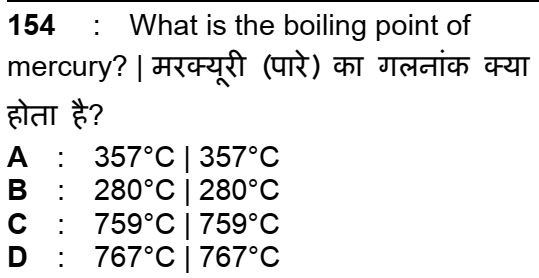 154 : What is the boiling point of
mercury? | मरक्यूरी (पारे) का गलनांक क्या
होता है?
A : 357°C | 357°C
B : 280°C | 280°C
C : 759°C | 759°C
D : 767°C | 767°C